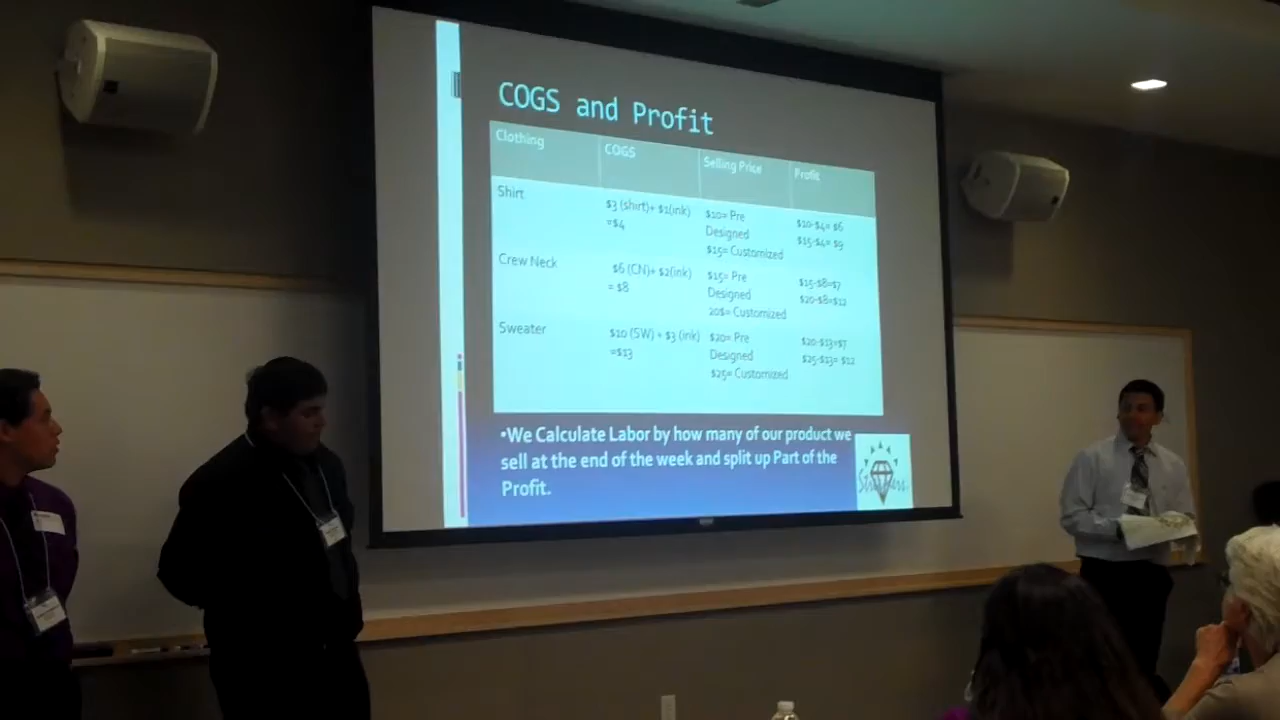 COGS and Profit
Clothing COGS Selling Price Profit
Shirt
$3 (shirt)+ $1(ink)
=$4
$10= Pre
Designed
$15= Customized
$10-$4= $6
$15-$4= $9
Crew Neck
$6 (CN)+ $2(ink)
= $8
$15= Pre
Designed
20$= Customized
$15-$8=$7
$20-$8=$12
Sweater
$10 (SW) + $3 (ink)
=$13
$20= Pre
Designed
$25= Customized
$20-$13=$7
$25-$13= $12
•We Calculate Labor by how many of our product we
sell at the end of the week and split up Part of the
Profit.